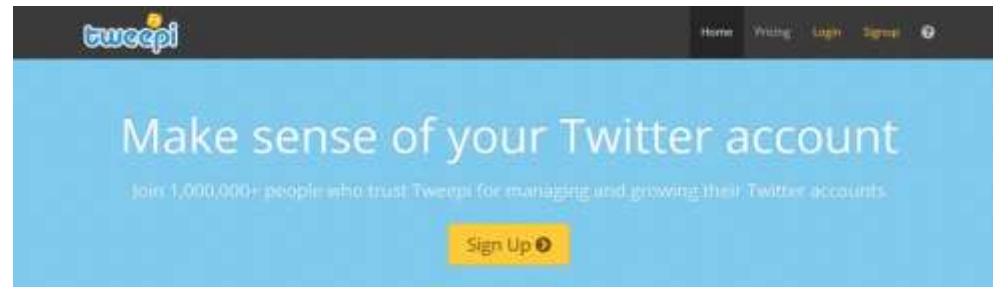 tweepi
Home Pricing Login Signup
Make sense of your Twitter account
Join 1,000,000+ people who trust Tweepi for managing and growing their Twitter accounts.
Sign Up